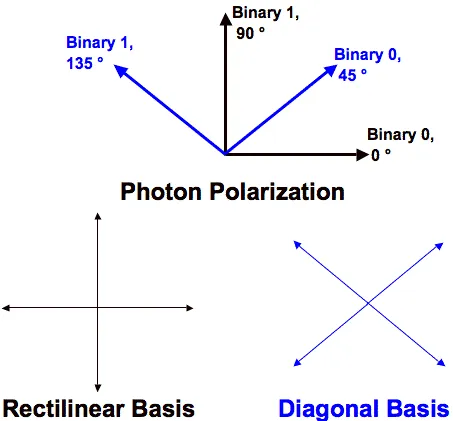 Binary 1,
90 °
Binary 1,
135 °
Binary 0,
45 °
Binary 0,
0 °
Photon Polarization
Rectilinear Basis
Diagonal Basis